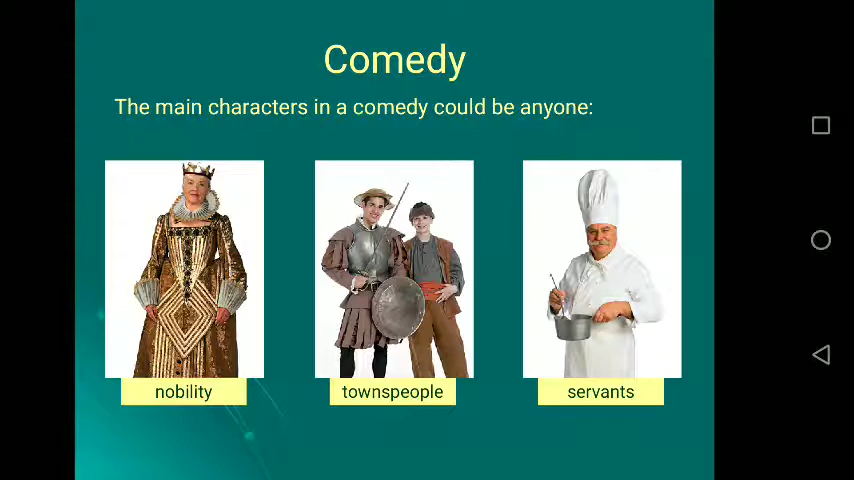 Comedy
The main characters in a comedy could be anyone:
nobility
townspeople
servants